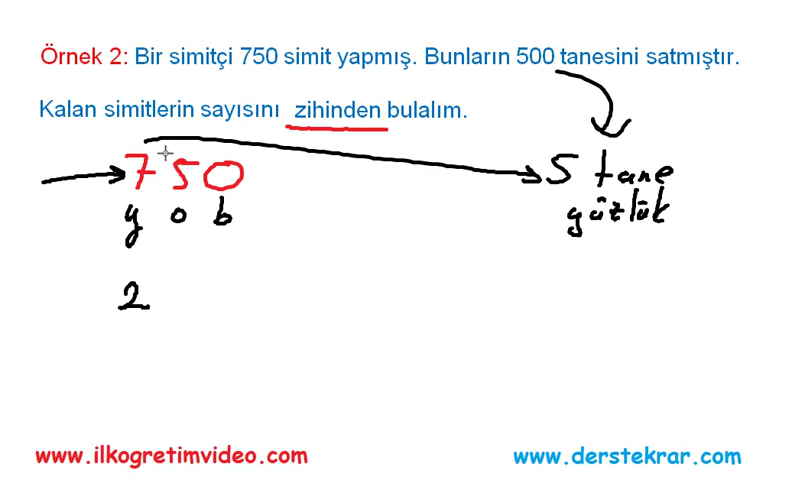 Örnek 2: Bir simitçi 750 simit yapmış. Bunların 500 tanesini satmıştır.
Kalan simitlerin sayısını zihinden bulalım.
750 5 tane
y o b yüzlük
2
www.ilkogretimvideo.com www.derstekrar.com